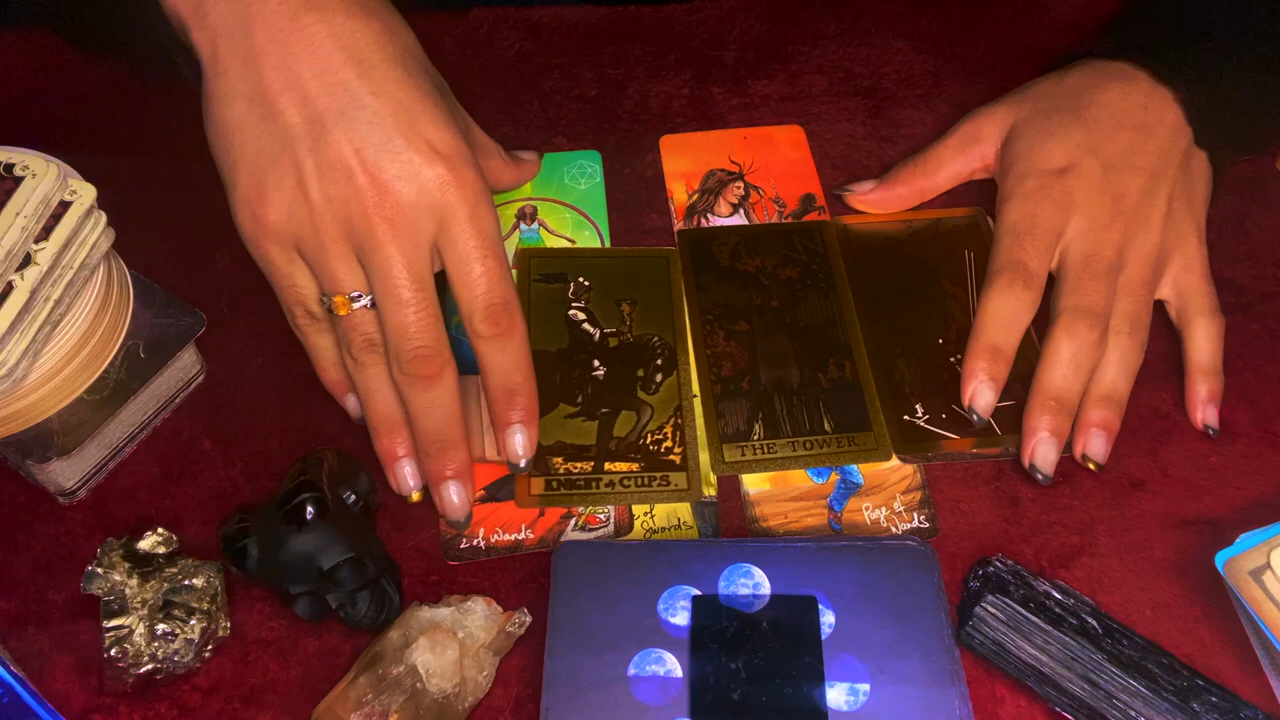 THE TOWER.
KNIGHT of CUPS.
2 of Wands
of
Swords
Page of
Wands